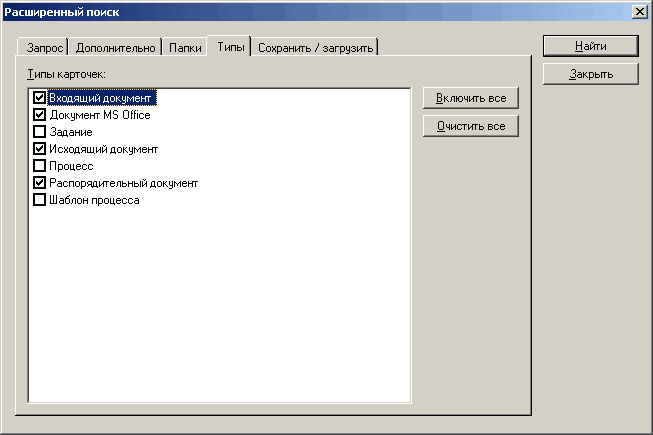 Расширенный поиск
Запрос Дополнительно Папки Типы Сохранить / загрузить
Найти
Закрыть
Типы карточек:
Входящий документ
Документ MS Office
Задание
Исходящий документ
Процесс
Распорядительный документ
Шаблон процесса
Включить все
Очистить все